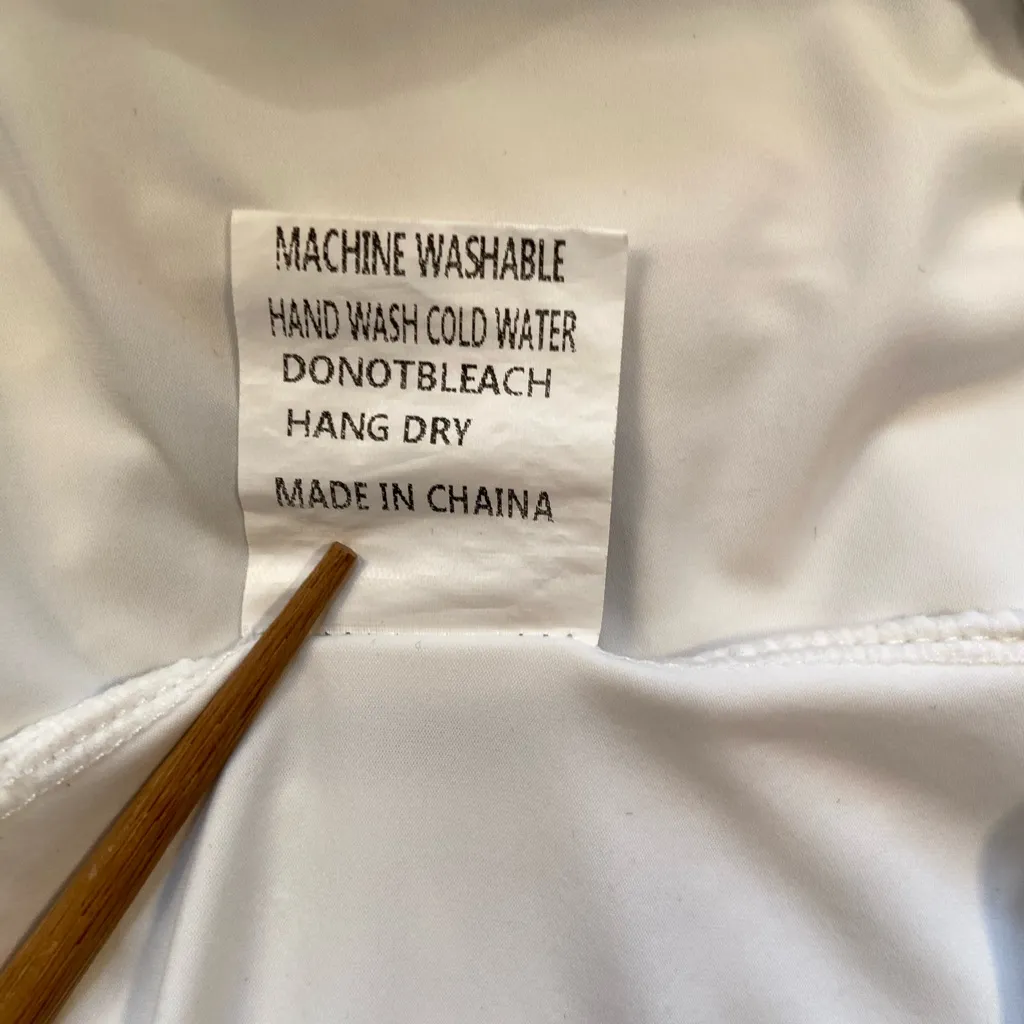 MACHINE WASHABLE
HAND WASH COLD WATER
DONOTBLEACH
HANG DRY
MADE IN CHAINA